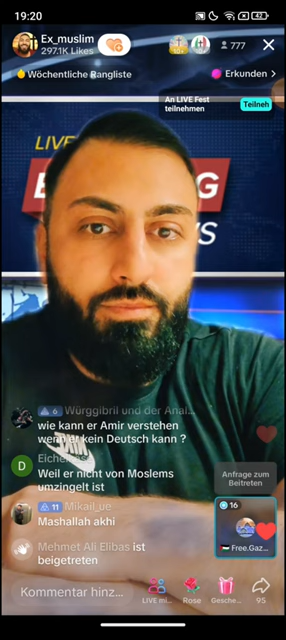 19:20
42
Ex_muslim
297.1K Likes
777
Wöchentliche Rangliste
Erkunden >
An LIVE Fest
teilnehmen
Teilneh
LIVE
G
S
6 Würggibril und der Anal...
wie kann er Amir verstehen
wenn er kein Deutsch kann ?
Eichel
Weil er nicht von Moslems
umzingelt ist
11 Mikail_ue
Mashallah akhi
Mehmet Ali Elibas ist
beigetreten
Anfrage zum
Beitreten
16
Free.Gaz...
Kommentar hinz...
LIVE mi...
Rose
Gesche...
95